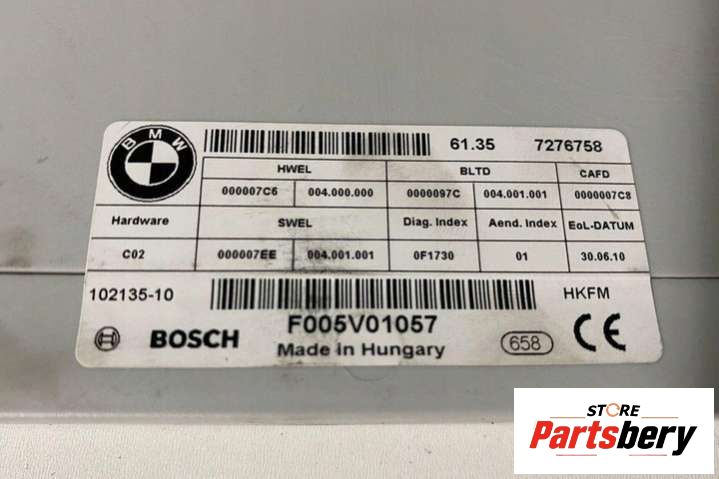 BMW
61.35 7276758
HWEL BLTD CAFD
000007C6 004.000.000 0000097C 004.001.001 0000007C8
Hardware SWEL Diag. Index Aend. Index EoL-DATUM
C02 000007EE 004.001.001 0F1730 01 30.06.10
102135-10 HKFM
BOSCH F005V01057 658 CE
Made in Hungary
STORE
Partsbery